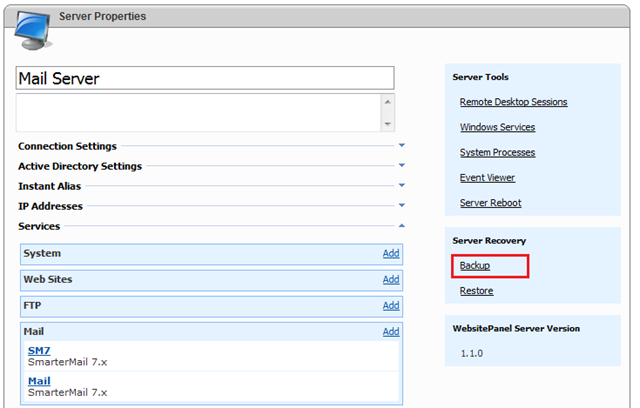 Server Properties
Mail Server
Connection Settings
Active Directory Settings
Instant Alias
IP Addresses
Services
System Add
Web Sites Add
FTP Add
Mail Add
SM7
SmarterMail 7.x
Mail
SmarterMail 7.x
Server Tools
Remote Desktop Sessions
Windows Services
System Processes
Event Viewer
Server Reboot
Server Recovery
Backup
Restore
WebsitePanel Server Version
1.1.0